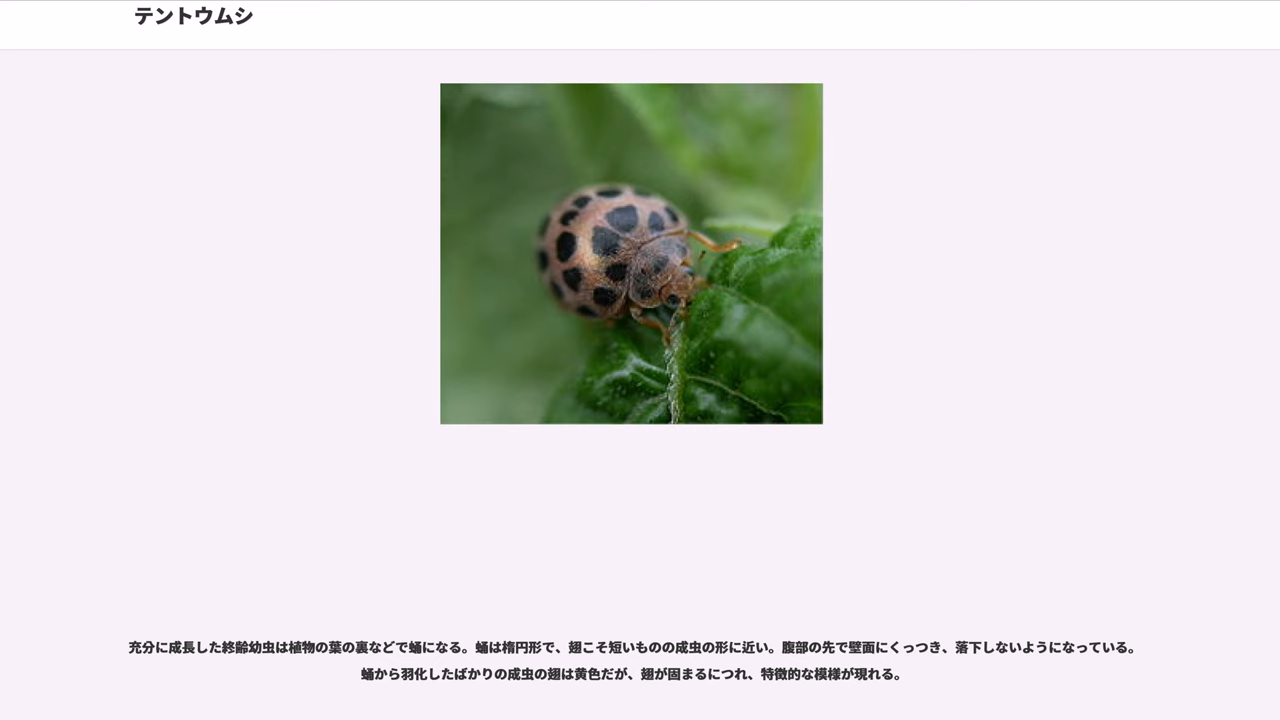 テントウムシ
充分に成長した終齢幼虫は植物の葉の裏などで蛹になる。蛹は楕円形で、翅こそ短いものの成虫の形に近い。腹部の先で壁面にくっつき、落下しないようになっている。
蛹から羽化したばかりの成虫の翅は黄色だが、翅が固まるにつれ、特徴的な模様が現れる。